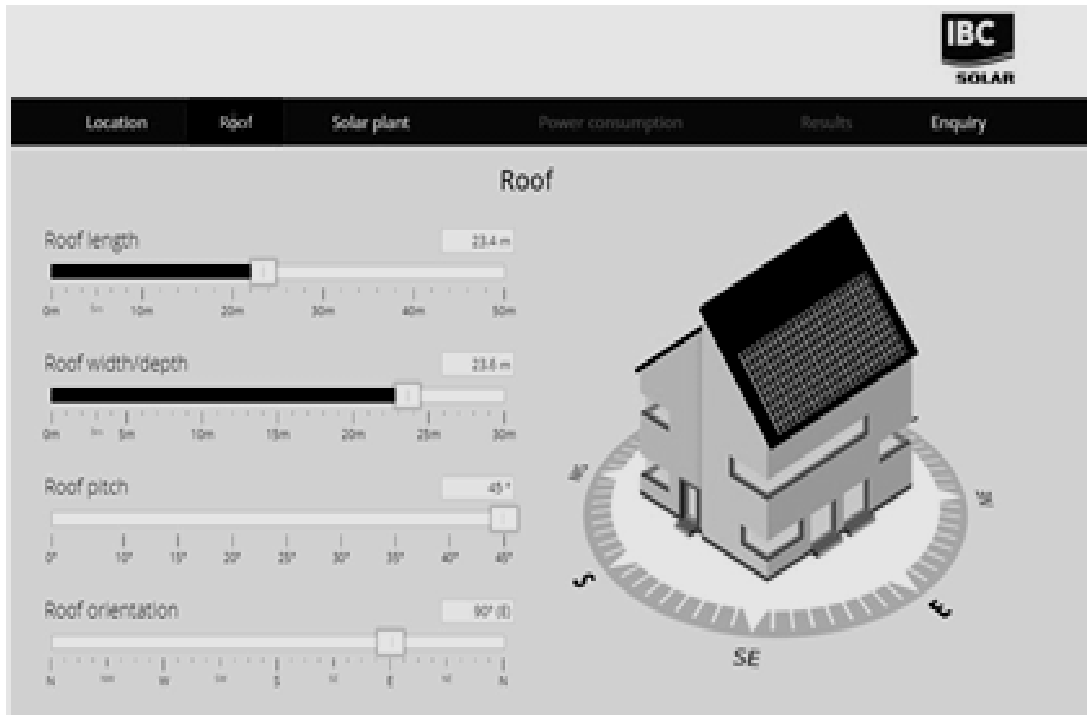 IBC
SOLAR
Location Roof Solar plant Power consumption Results Enquiry
Roof
Roof length 23.4 m
0m 5m 10m 20m 30m 40m 50m
Roof width/depth 23.6 m
0m 5m 10m 15m 20m 25m 30m
Roof pitch 45°
0° 10° 15° 20° 25° 30° 35° 40° 45°
Roof orientation 90° (E)
N W S E N
S
E
SE